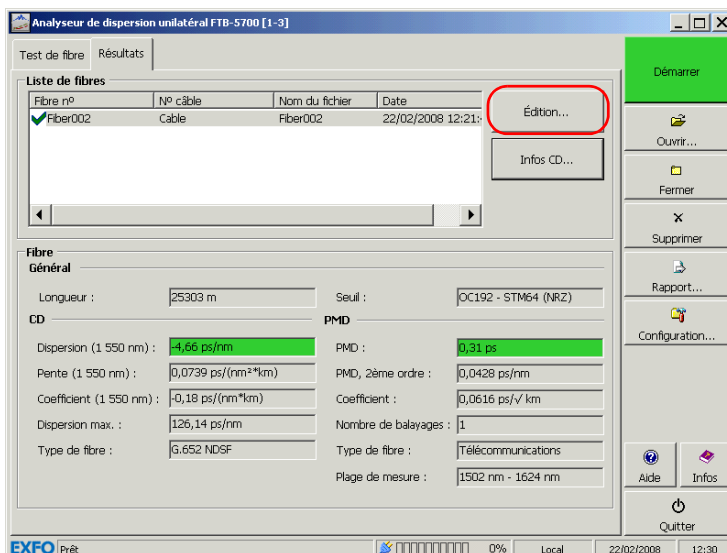 Analyseur de dispersion unilatéral FTB-5700 [1-3]
Test de fibre
Résultats
Liste de fibres
Fibre nº Nº câble Nom du fichier Date
Fiber002 Cable Fiber002 22/02/2008 12:21:
Édition...
Infos CD...
Fibre
Général
Longueur : 25303 m
Seuil : OC192 - STM64 (NRZ)
CD
Dispersion (1 550 nm) : -4,66 ps/nm
Pente (1 550 nm) : 0,0739 ps/(nm²*km)
Coefficient (1 550 nm) : -0,18 ps/(nm*km)
Dispersion max. : 126,14 ps/nm
Type de fibre : G.652 NDSF
PMD
PMD : 0,31 ps
PMD, 2ème ordre : 0,0428 ps/nm
Coefficient : 0,0616 ps/√ km
Nombre de balayages : 1
Type de fibre : Télécommunications
Plage de mesure : 1502 nm - 1624 nm
Démarrer
Ouvrir...
Fermer
Supprimer
Rapport...
Configuration...
Aide
Infos
Quitter
EXFO Prêt 0% Local 22/02/2008 12:30